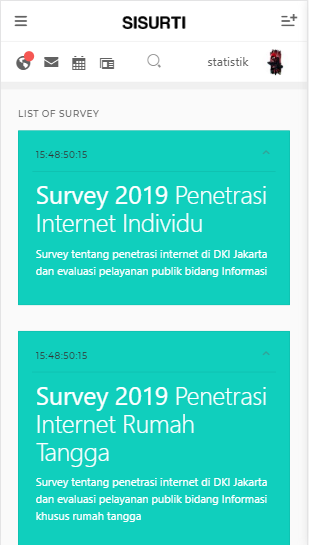 SISURTI
statistik
LIST OF SURVEY
15:48:50:15
Survey 2019 Penetrasi
Internet Individu
Survey tentang penetrasi internet di DKI Jakarta
dan evaluasi pelayanan publik bidang Informasi
15:48:50:15
Survey 2019 Penetrasi
Internet Rumah
Tangga
Survey tentang penetrasi internet di DKI Jakarta
dan evaluasi pelayanan publik bidang Informasi
khusus rumah tangga